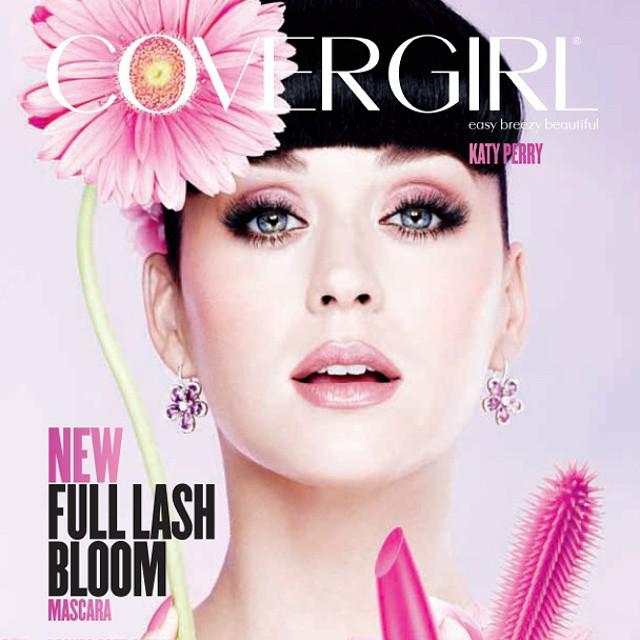 COVERGIRL®
easy breezy beautiful
KATY PERRY
NEW
FULL LASH
BLOOM
MASCARA